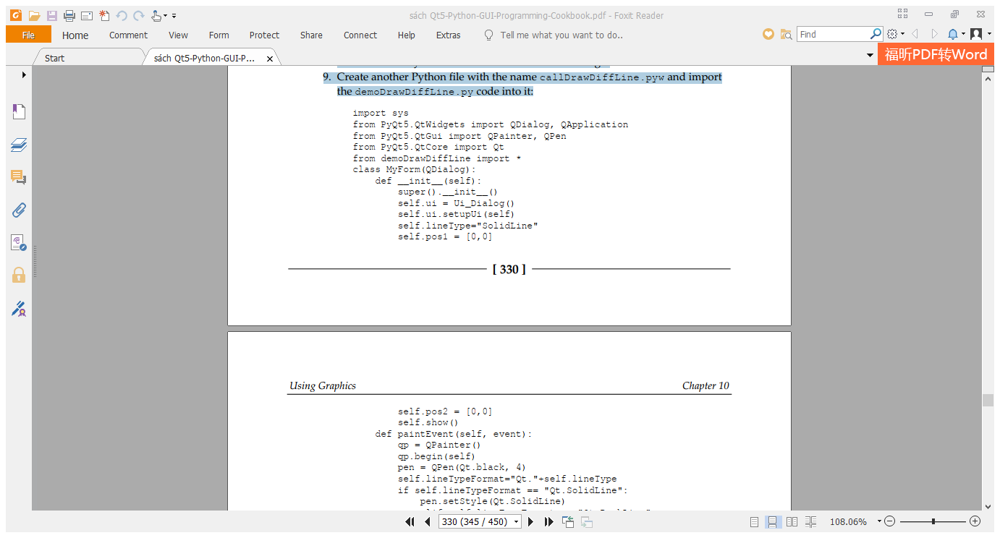 sách Qt5-Python-GUI-Programming-Cookbook.pdf - Foxit Reader
File Home Comment View Form Protect Share Connect Help Extras Tell me what you want to do.. Find
Start sách Qt5-Python-GUI-P... 福昕PDF转Word
9. Create another Python file with the name callDrawDiffLine.pyw and import
the demoDrawDiffLine.py code into it:
import sys
from PyQt5.QtWidgets import QDialog, QApplication
from PyQt5.QtGui import QPainter, QPen
from PyQt5.QtCore import Qt
from demoDrawDiffLine import *
class MyForm(QDialog):
def __init__(self):
super().__init__()
self.ui = Ui_Dialog()
self.ui.setupUi(self)
self.lineType="SolidLine"
self.pos1 = [0,0]
[ 330 ]
Using Graphics Chapter 10
self.pos2 = [0,0]
self.show()
def paintEvent(self, event):
qp = QPainter()
qp.begin(self)
pen = QPen(Qt.black, 4)
self.lineTypeFormat="Qt."+self.lineType
if self.lineTypeFormat == "Qt.SolidLine":
pen.setStyle(Qt.SolidLine)
330 (345 / 450) 108.06%